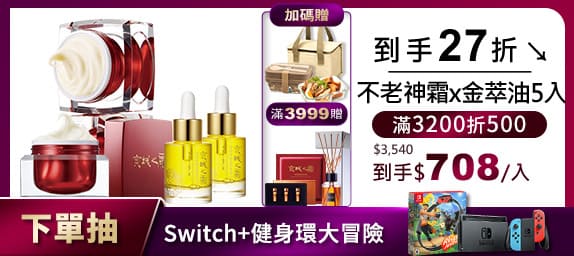 加碼贈
滿3999贈
到手27折↘
不老神霜x金萃油5入
滿3200折500
$3,540
到手$708/入
下單抽
Switch+健身環大冒險